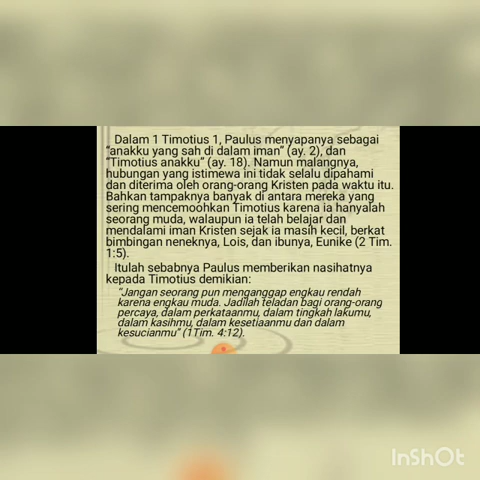 Dalam 1 Timotius 1, Paulus menyapanya sebagai
“anakku yang sah di dalam iman” (ay. 2), dan
“Timotius anakku” (ay. 18). Namun malangnya,
hubungan yang istimewa ini tidak selalu dipahami
dan diterima oleh orang-orang Kristen pada waktu itu.
Bahkan tampaknya banyak di antara mereka yang
sering mencemoohkan Timotius karena ia hanyalah
seorang muda, walaupun ia telah belajar dan
mendalami iman Kristen sejak ia masih kecil, berkat
bimbingan neneknya, Lois, dan ibunya, Eunike (2 Tim.
1:5).
Itulah sebabnya Paulus memberikan nasihatnya
kepada Timotius demikian:
“Jangan seorang pun menganggap engkau rendah
karena engkau muda. Jadilah teladan bagi orang-orang
percaya, dalam perkataanmu, dalam tingkah lakumu,
dalam kasihmu, dalam kesetiaanmu dan dalam
kesucianmu” (1Tim. 4:12).
InShOt